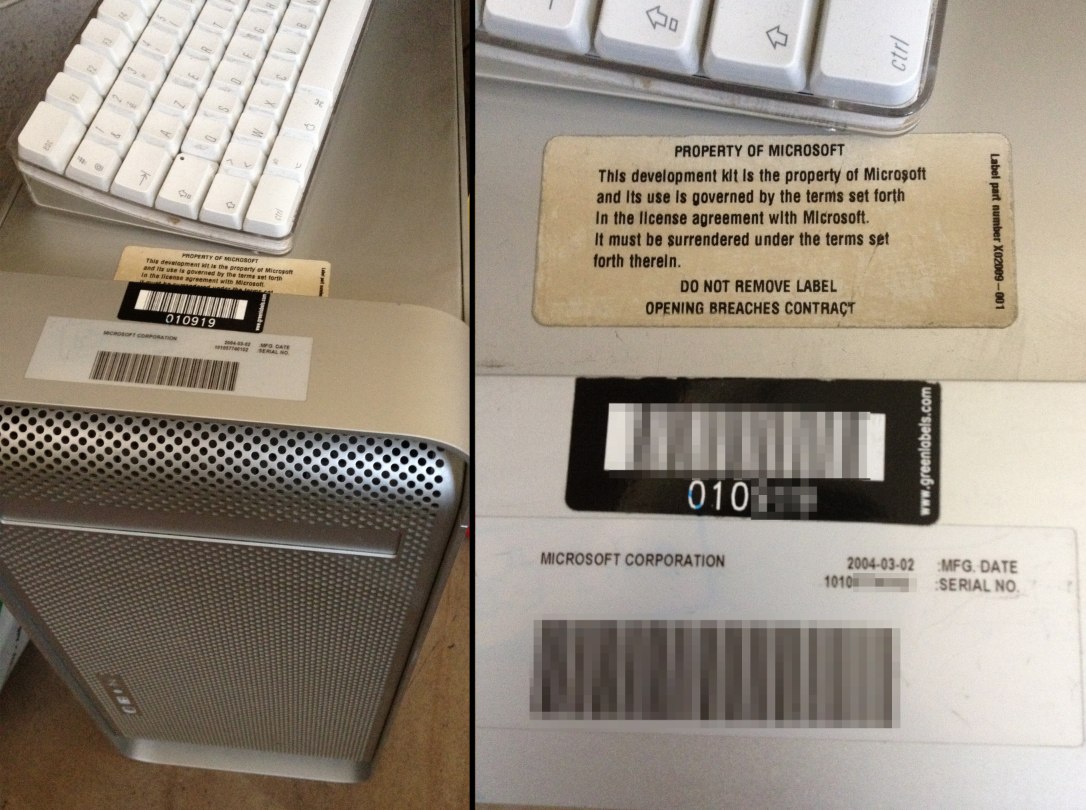 PROPERTY OF MICROSOFT
This development kit is the property of Microsoft
and its use is governed by the terms set forth
in the license agreement with Microsoft.
010919
MICROSOFT CORPORATION
2004-03-02 :MFG. DATE
:SERIAL NO.
ctrl
PROPERTY OF MICROSOFT
This development kit is the property of Microsoft
and its use is governed by the terms set forth
in the license agreement with Microsoft.
It must be surrendered under the terms set
forth therein.
DO NOT REMOVE LABEL
OPENING BREACHES CONTRACT
Label part number X02009-001
010
www.greenlabels.com
MICROSOFT CORPORATION
2004-03-02 :MFG. DATE
1010 :SERIAL NO.